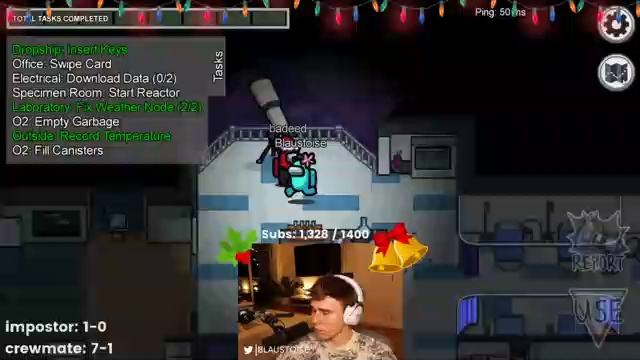 TOTAL TASKS COMPLETED
Ping: 50 ms
Dropship: Insert Keys
Office: Swipe Card
Electrical: Download Data (0/2)
Specimen Room: Start Reactor
Laboratory: Fix Weather Node (2/2)
O2: Empty Garbage
Outside: Record Temperature
O2: Fill Canisters
Tasks
badeed
Blaustoise
Subs: 1,328 / 1400
REPORT
USE
impostor: 1-0
crewmate: 7-1
BLAUSTOISE